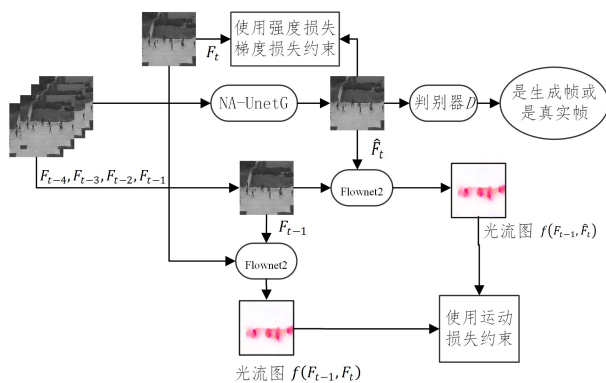 使用强度损失
梯度损失约束
F_t
NA-UnetG
判别器D
是生成帧或
是真实帧
F̂_t
F_{t-4}, F_{t-3}, F_{t-2}, F_{t-1}
Flownet2
F_{t-1}
光流图 f(F_{t-1}, F̂_t)
Flownet2
使用运动
损失约束
光流图 f(F_{t-1}, F_t)